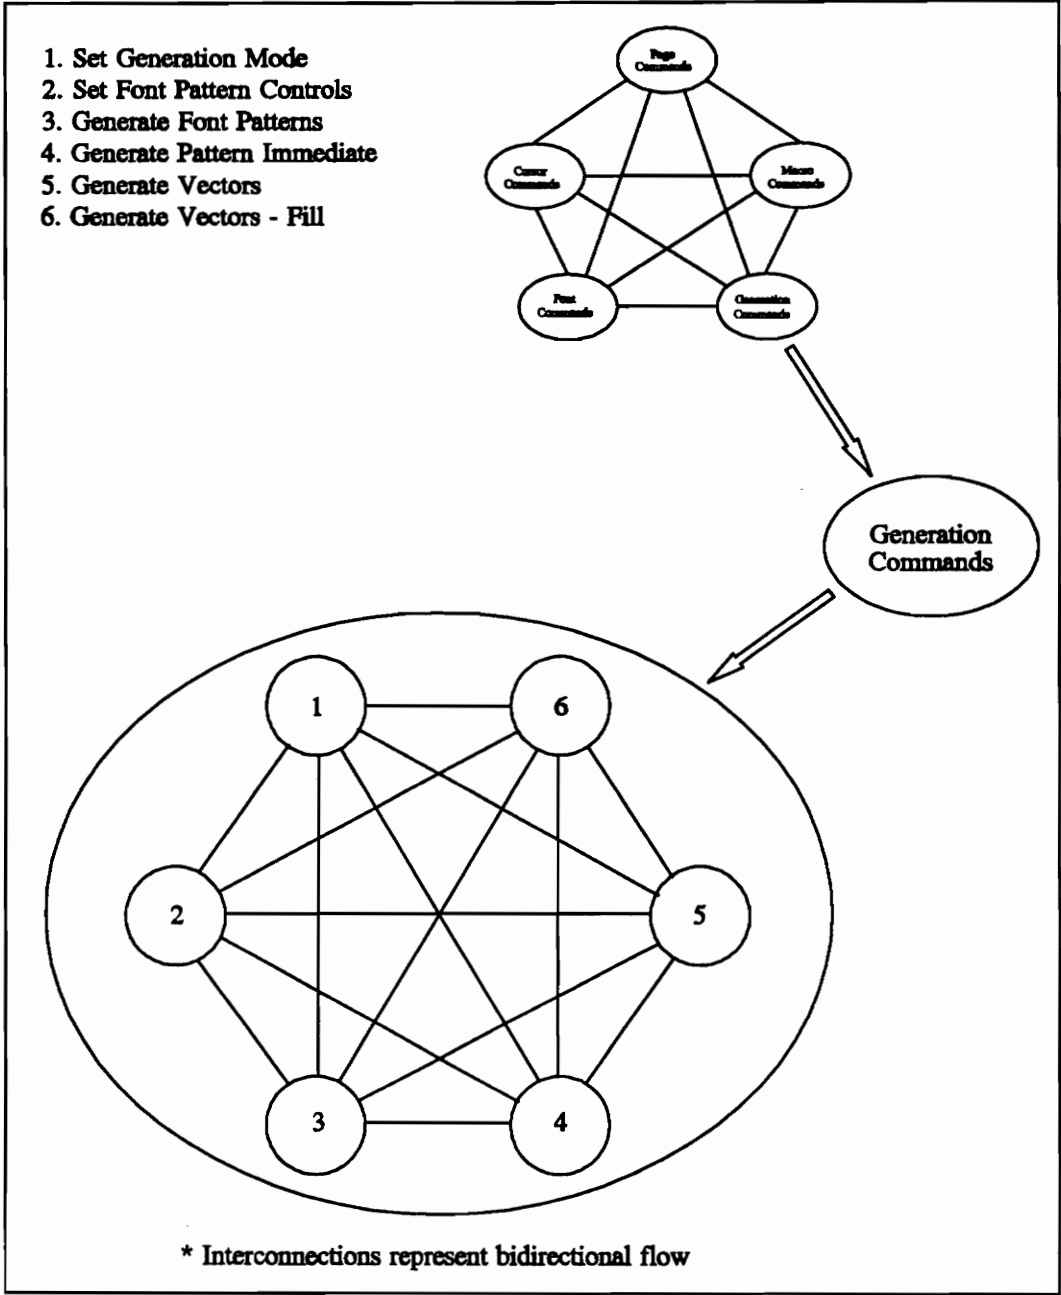 1. Set Generation Mode
2. Set Font Pattern Controls
3. Generate Font Patterns
4. Generate Pattern Immediate
5. Generate Vectors
6. Generate Vectors - Fill
Page
Commands
Cursor
Commands
Macro
Commands
Font
Commands
Generation
Commands
Generation
Commands
1
6
2
5
3
4
* Interconnections represent bidirectional flow